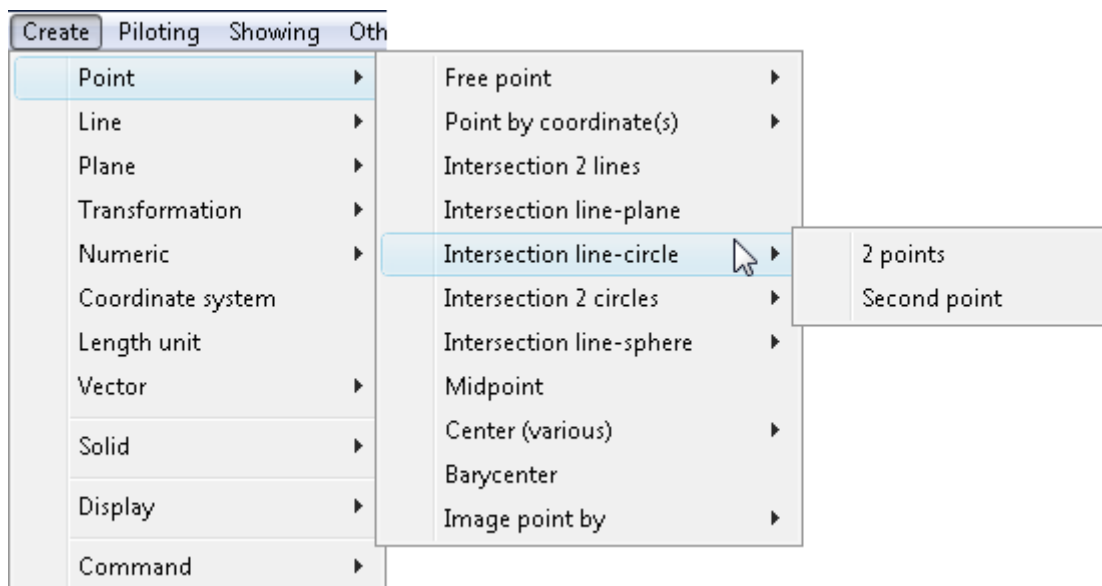 Create Piloting Showing Oth
Point
Line
Plane
Transformation
Numeric
Coordinate system
Length unit
Vector
Solid
Display
Command
Free point
Point by coordinate(s)
Intersection 2 lines
Intersection line-plane
Intersection line-circle
Intersection 2 circles
Intersection line-sphere
Midpoint
Center (various)
Barycenter
Image point by
2 points
Second point